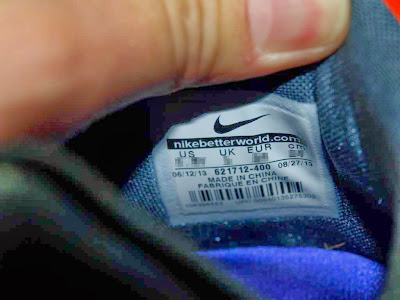 nikebetterworld.com
US UK EUR cm
06/12/13 621712-400 08/27/13
MADE IN CHINA
FABRIQUÉ EN CHINE